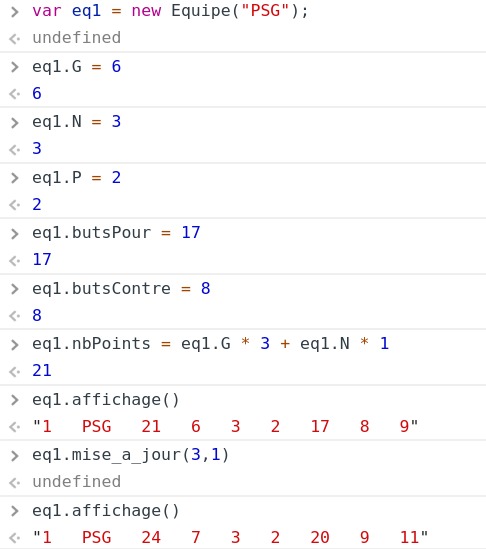 var eq1 = new Equipe("PSG");
undefined
eq1.G = 6
6
eq1.N = 3
3
eq1.P = 2
2
eq1.butsPour = 17
17
eq1.butsContre = 8
8
eq1.nbPoints = eq1.G * 3 + eq1.N * 1
21
eq1.affichage()
"1   PSG   21   6   3   2   17   8   9"
eq1.mise_a_jour(3,1)
undefined
eq1.affichage()
"1   PSG   24   7   3   2   20   9   11"